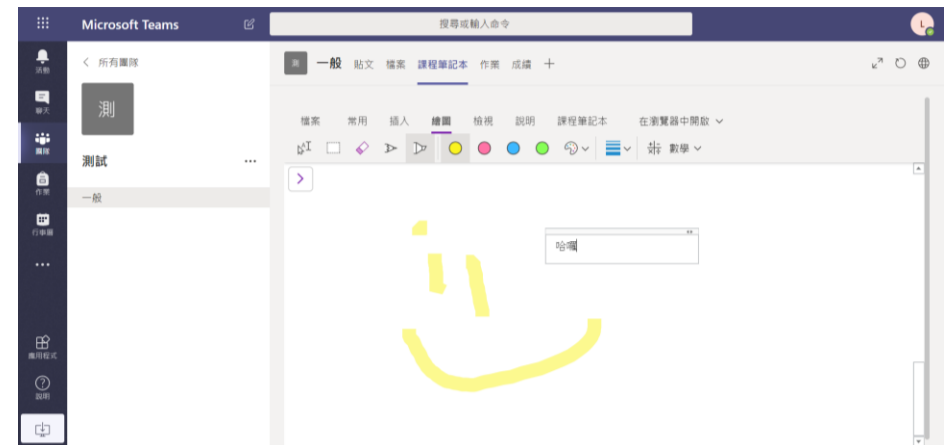 Microsoft Teams
搜尋或輸入命令
L
活動
聊天
團隊
作業
行事曆
應用程式
說明
所有團隊
測
測試
一般
測
一般 貼文 檔案 課程筆記本 作業 成績
檔案 常用 插入 繪圖 檢視 說明 課程筆記本 在瀏覽器中開啟
數學
哈囉